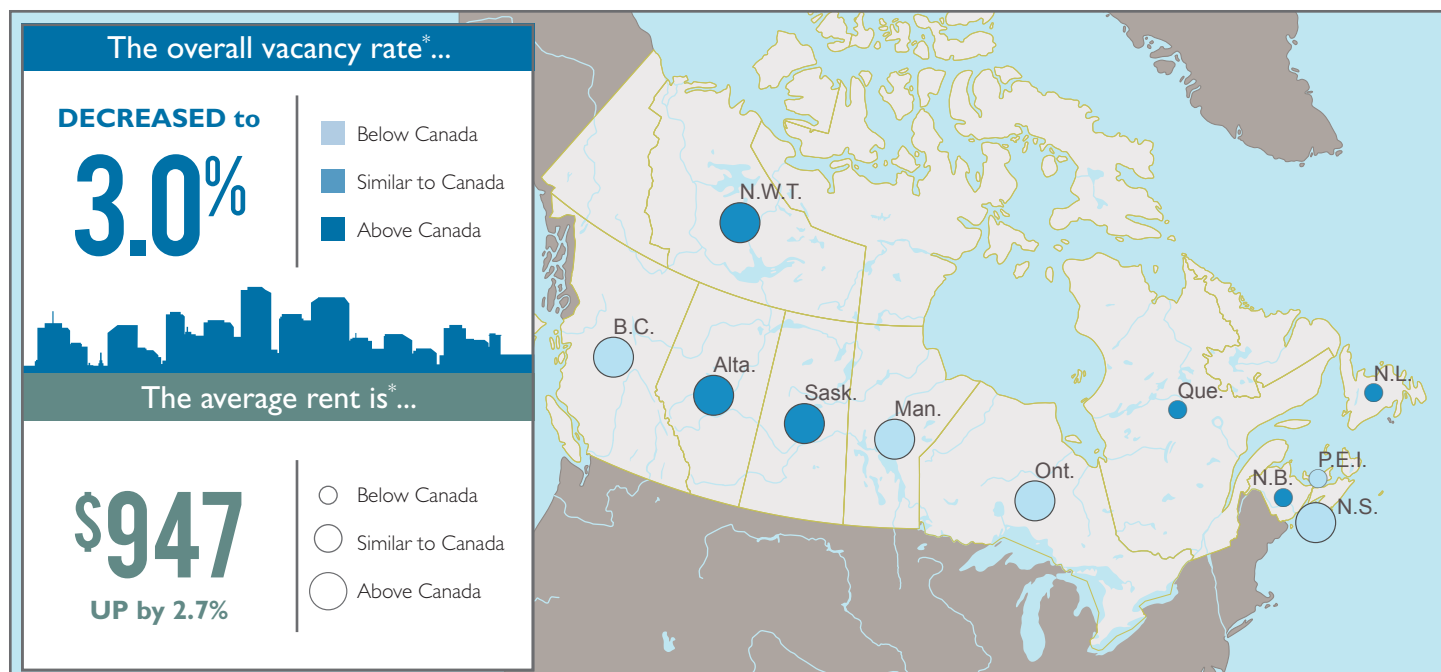 The overall vacancy rate*...
DECREASED to
3.0%
Below Canada
Similar to Canada
Above Canada
The average rent is*...
$947
UP by 2.7%
Below Canada
Similar to Canada
Above Canada
N.W.T.
B.C.
Alta.
Sask.
Man.
Ont.
Que.
N.L.
P.E.I.
N.B.
N.S.